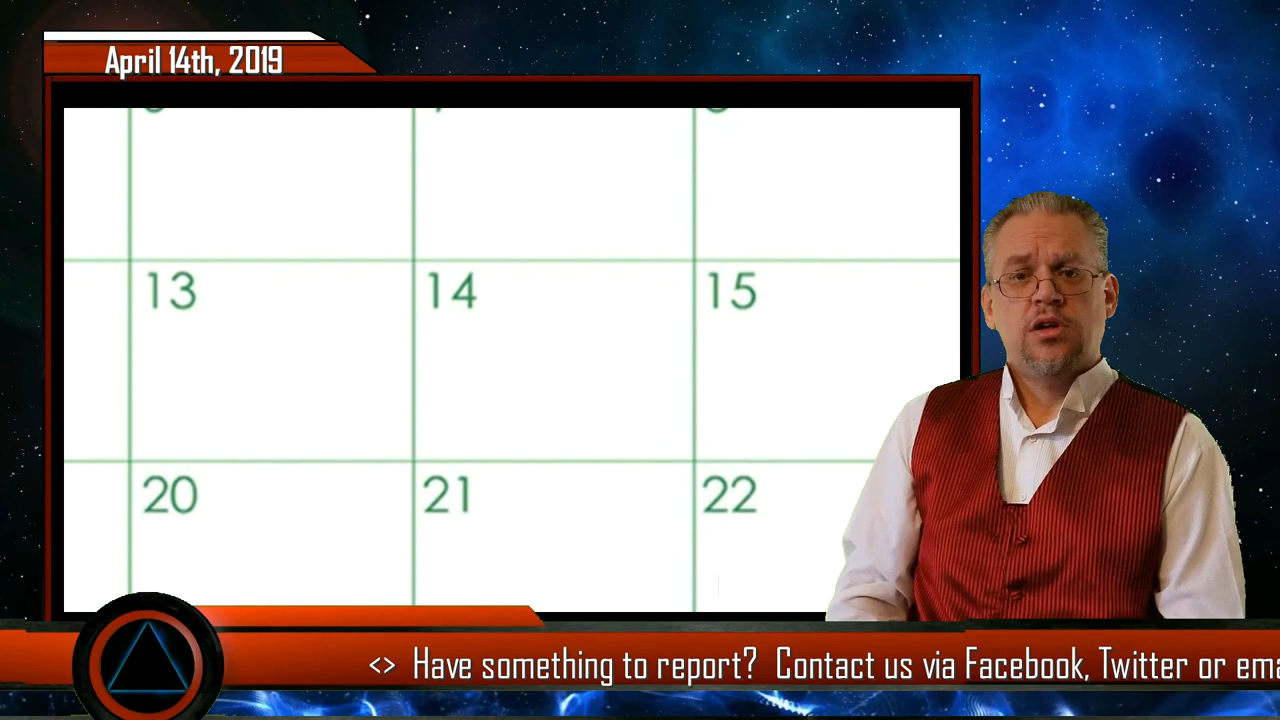 April 14th, 2019
13 14 15
20 21 22
<> Have something to report? Contact us via Facebook, Twitter or